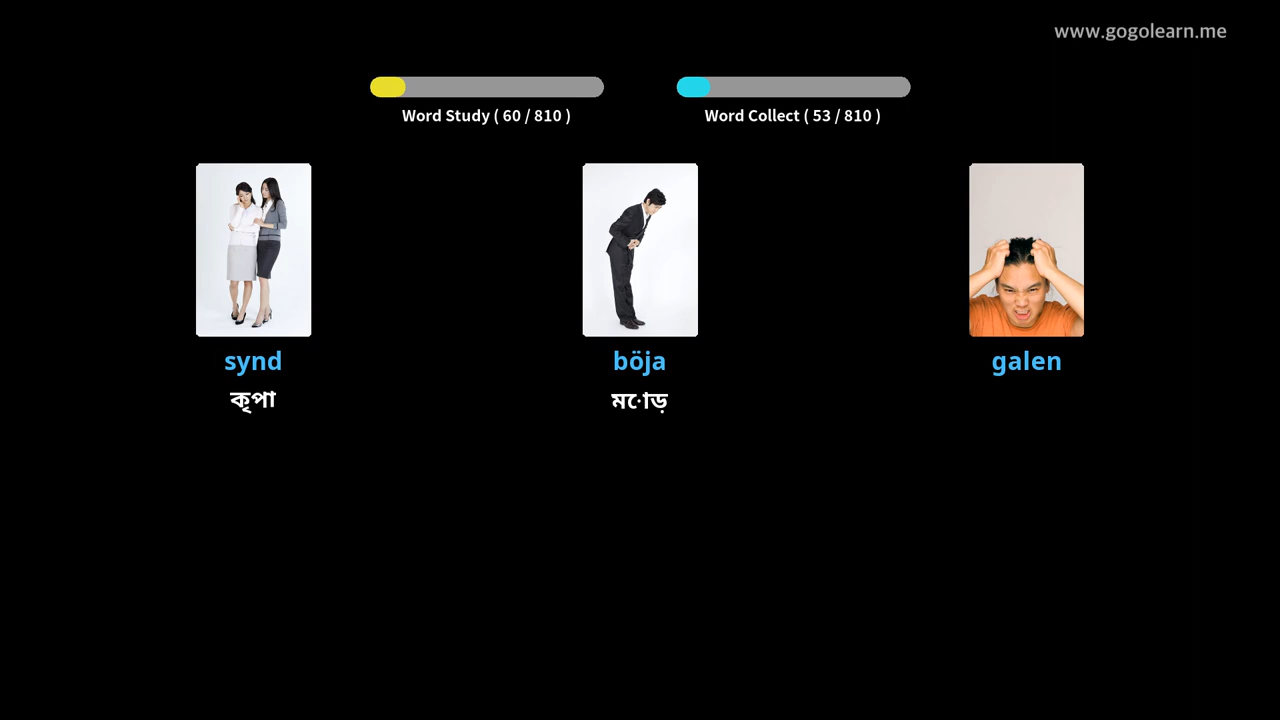 www.gogolearn.me
Word Study ( 60 / 810 )
Word Collect ( 53 / 810 )
synd
böja
galen
কৃপা
মোড়